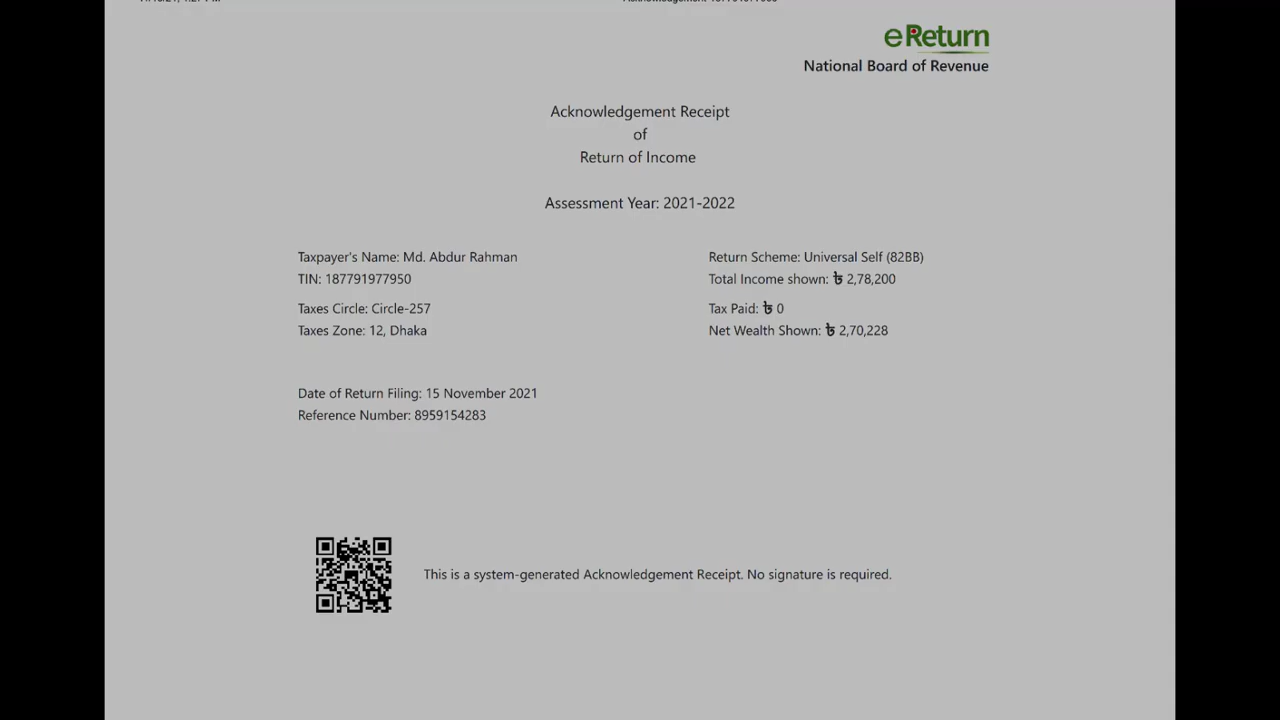 eReturn
National Board of Revenue
Acknowledgement Receipt
of
Return of Income
Assessment Year: 2021-2022
Taxpayer's Name: Md. Abdur Rahman
TIN: 187791977950
Taxes Circle: Circle-257
Taxes Zone: 12, Dhaka
Return Scheme: Universal Self (82BB)
Total Income shown: ৳ 2,78,200
Tax Paid: ৳ 0
Net Wealth Shown: ৳ 2,70,228
Date of Return Filing: 15 November 2021
Reference Number: 8959154283
This is a system-generated Acknowledgement Receipt. No signature is required.